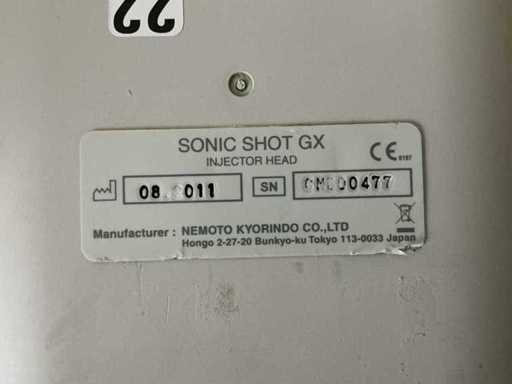 22
SONIC SHOT GX
INJECTOR HEAD
CE
0197
SN
Manufacturer : NEMOTO KYORINDO CO.,LTD
Hongo 2-27-20 Bunkyo-ku Tokyo 113-0033 Japan